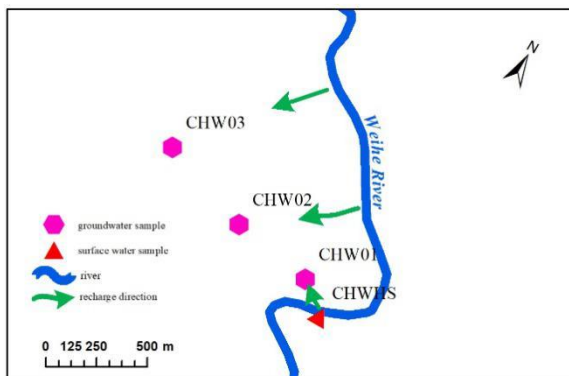 N
CHW03
Weihe River
CHW02
groundwater sample
surface water sample
CHW01
river
CHWHS
recharge direction
0 125 250 500 m